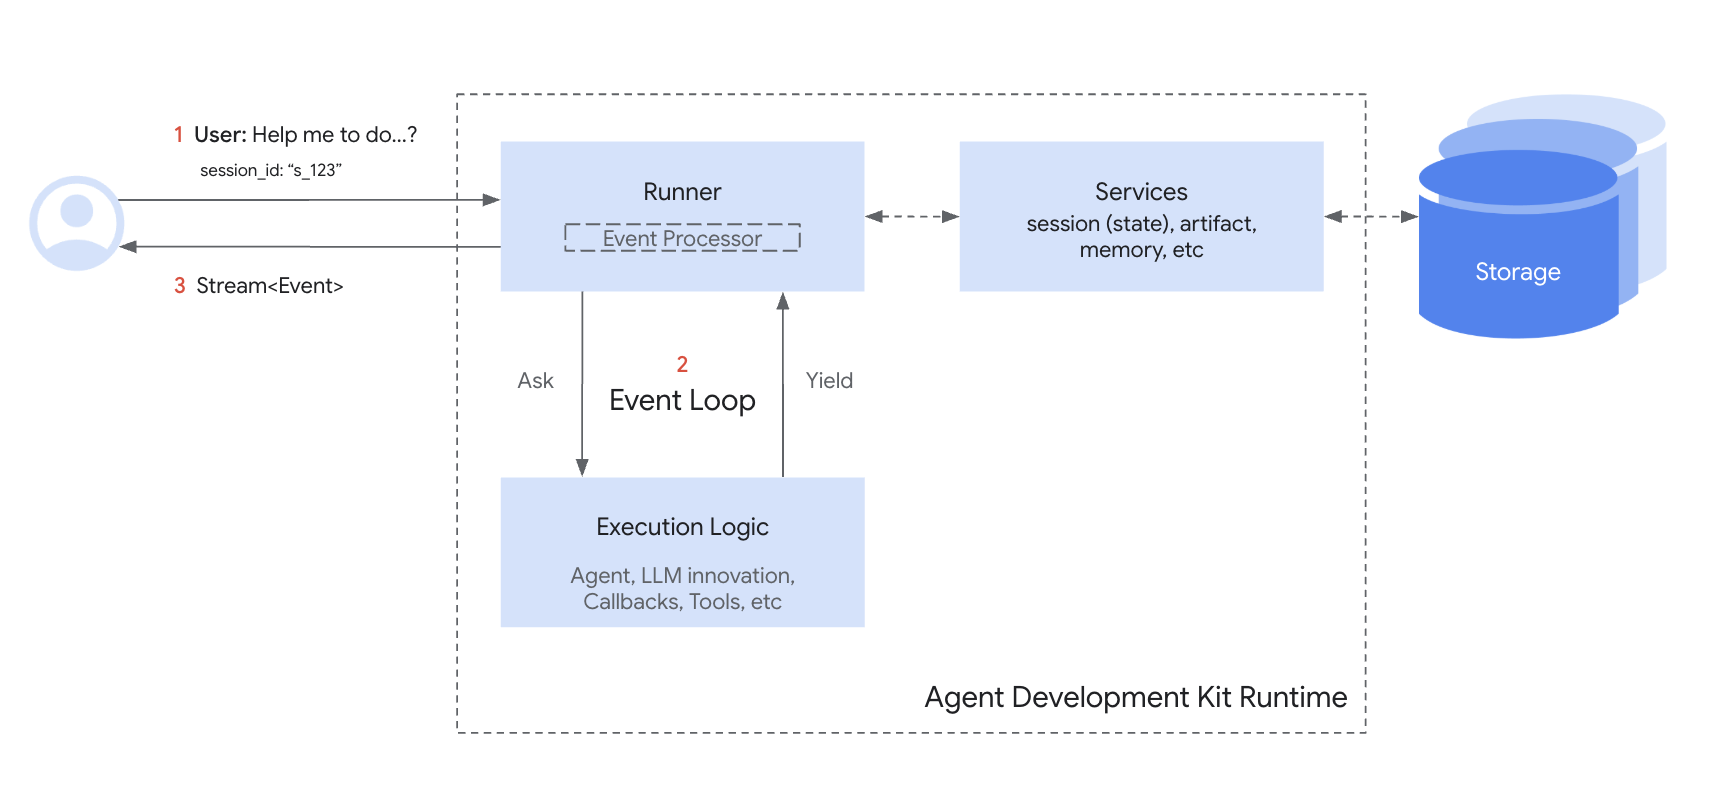 1 User: Help me to do...?
session_id: “s_123”
3 Stream<Event>
Runner
Event Processor
Services
session (state), artifact,
memory, etc
Storage
Ask
2
Event Loop
Yield
Execution Logic
Agent, LLM innovation,
Callbacks, Tools, etc
Agent Development Kit Runtime